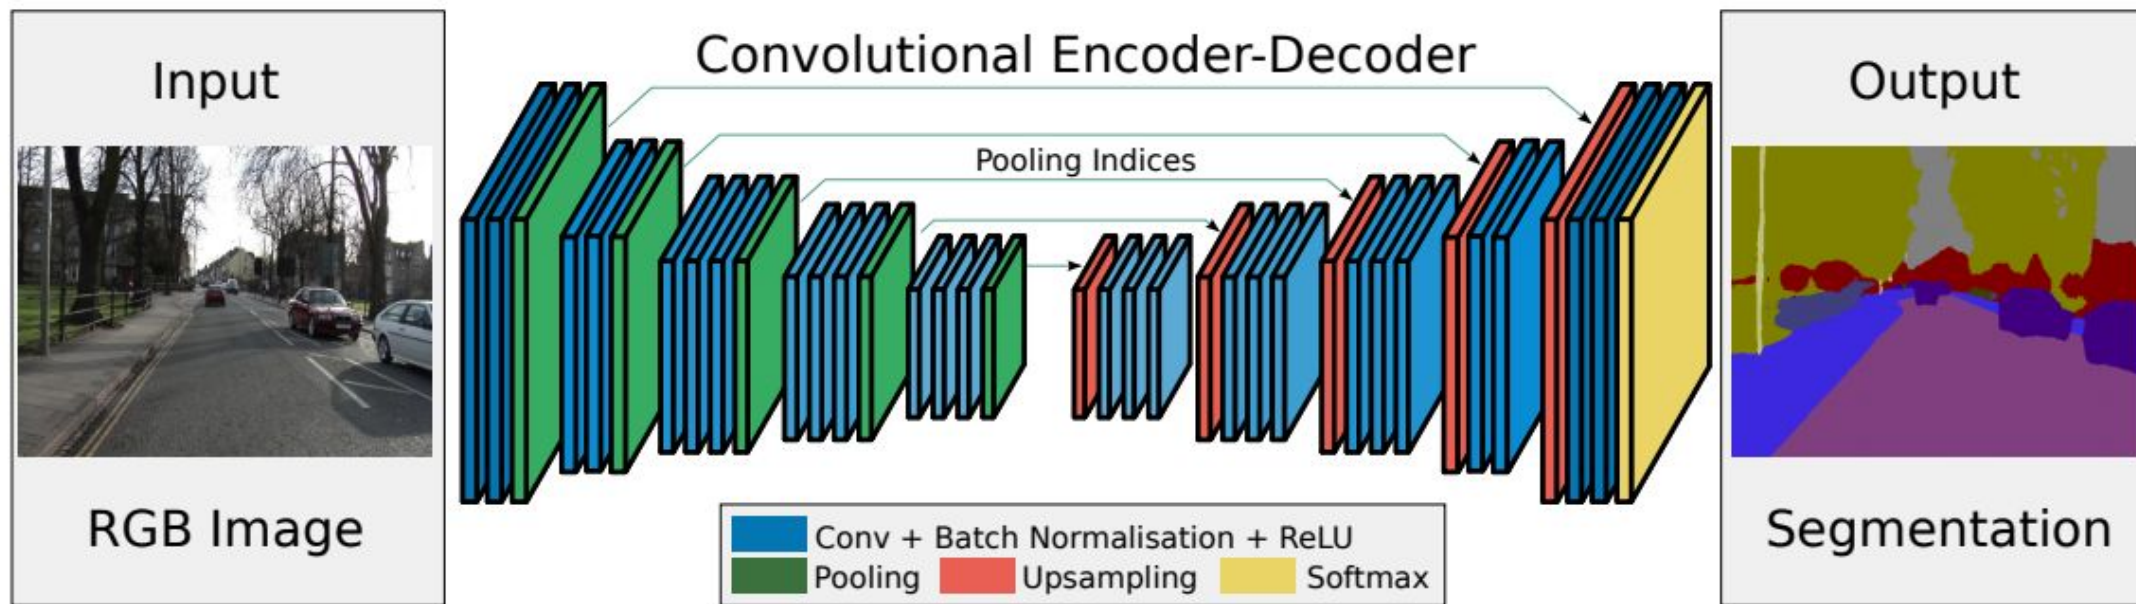 Input
RGB Image
Convolutional Encoder-Decoder
Pooling Indices
Conv + Batch Normalisation + ReLU
Pooling Upsampling Softmax
Output
Segmentation